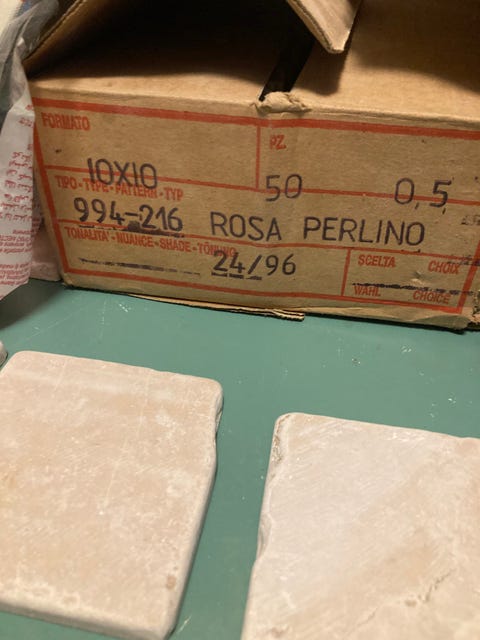 FORMATO
PZ.
10X10
50 0,5
TIPO-TYPE-PATTERN-TYP
994-216 ROSA PERLINO
TONALITA'-NUANCE-SHADE-TÖNUNG
24/96
SCELTA CHOIX
WAHL CHOICE